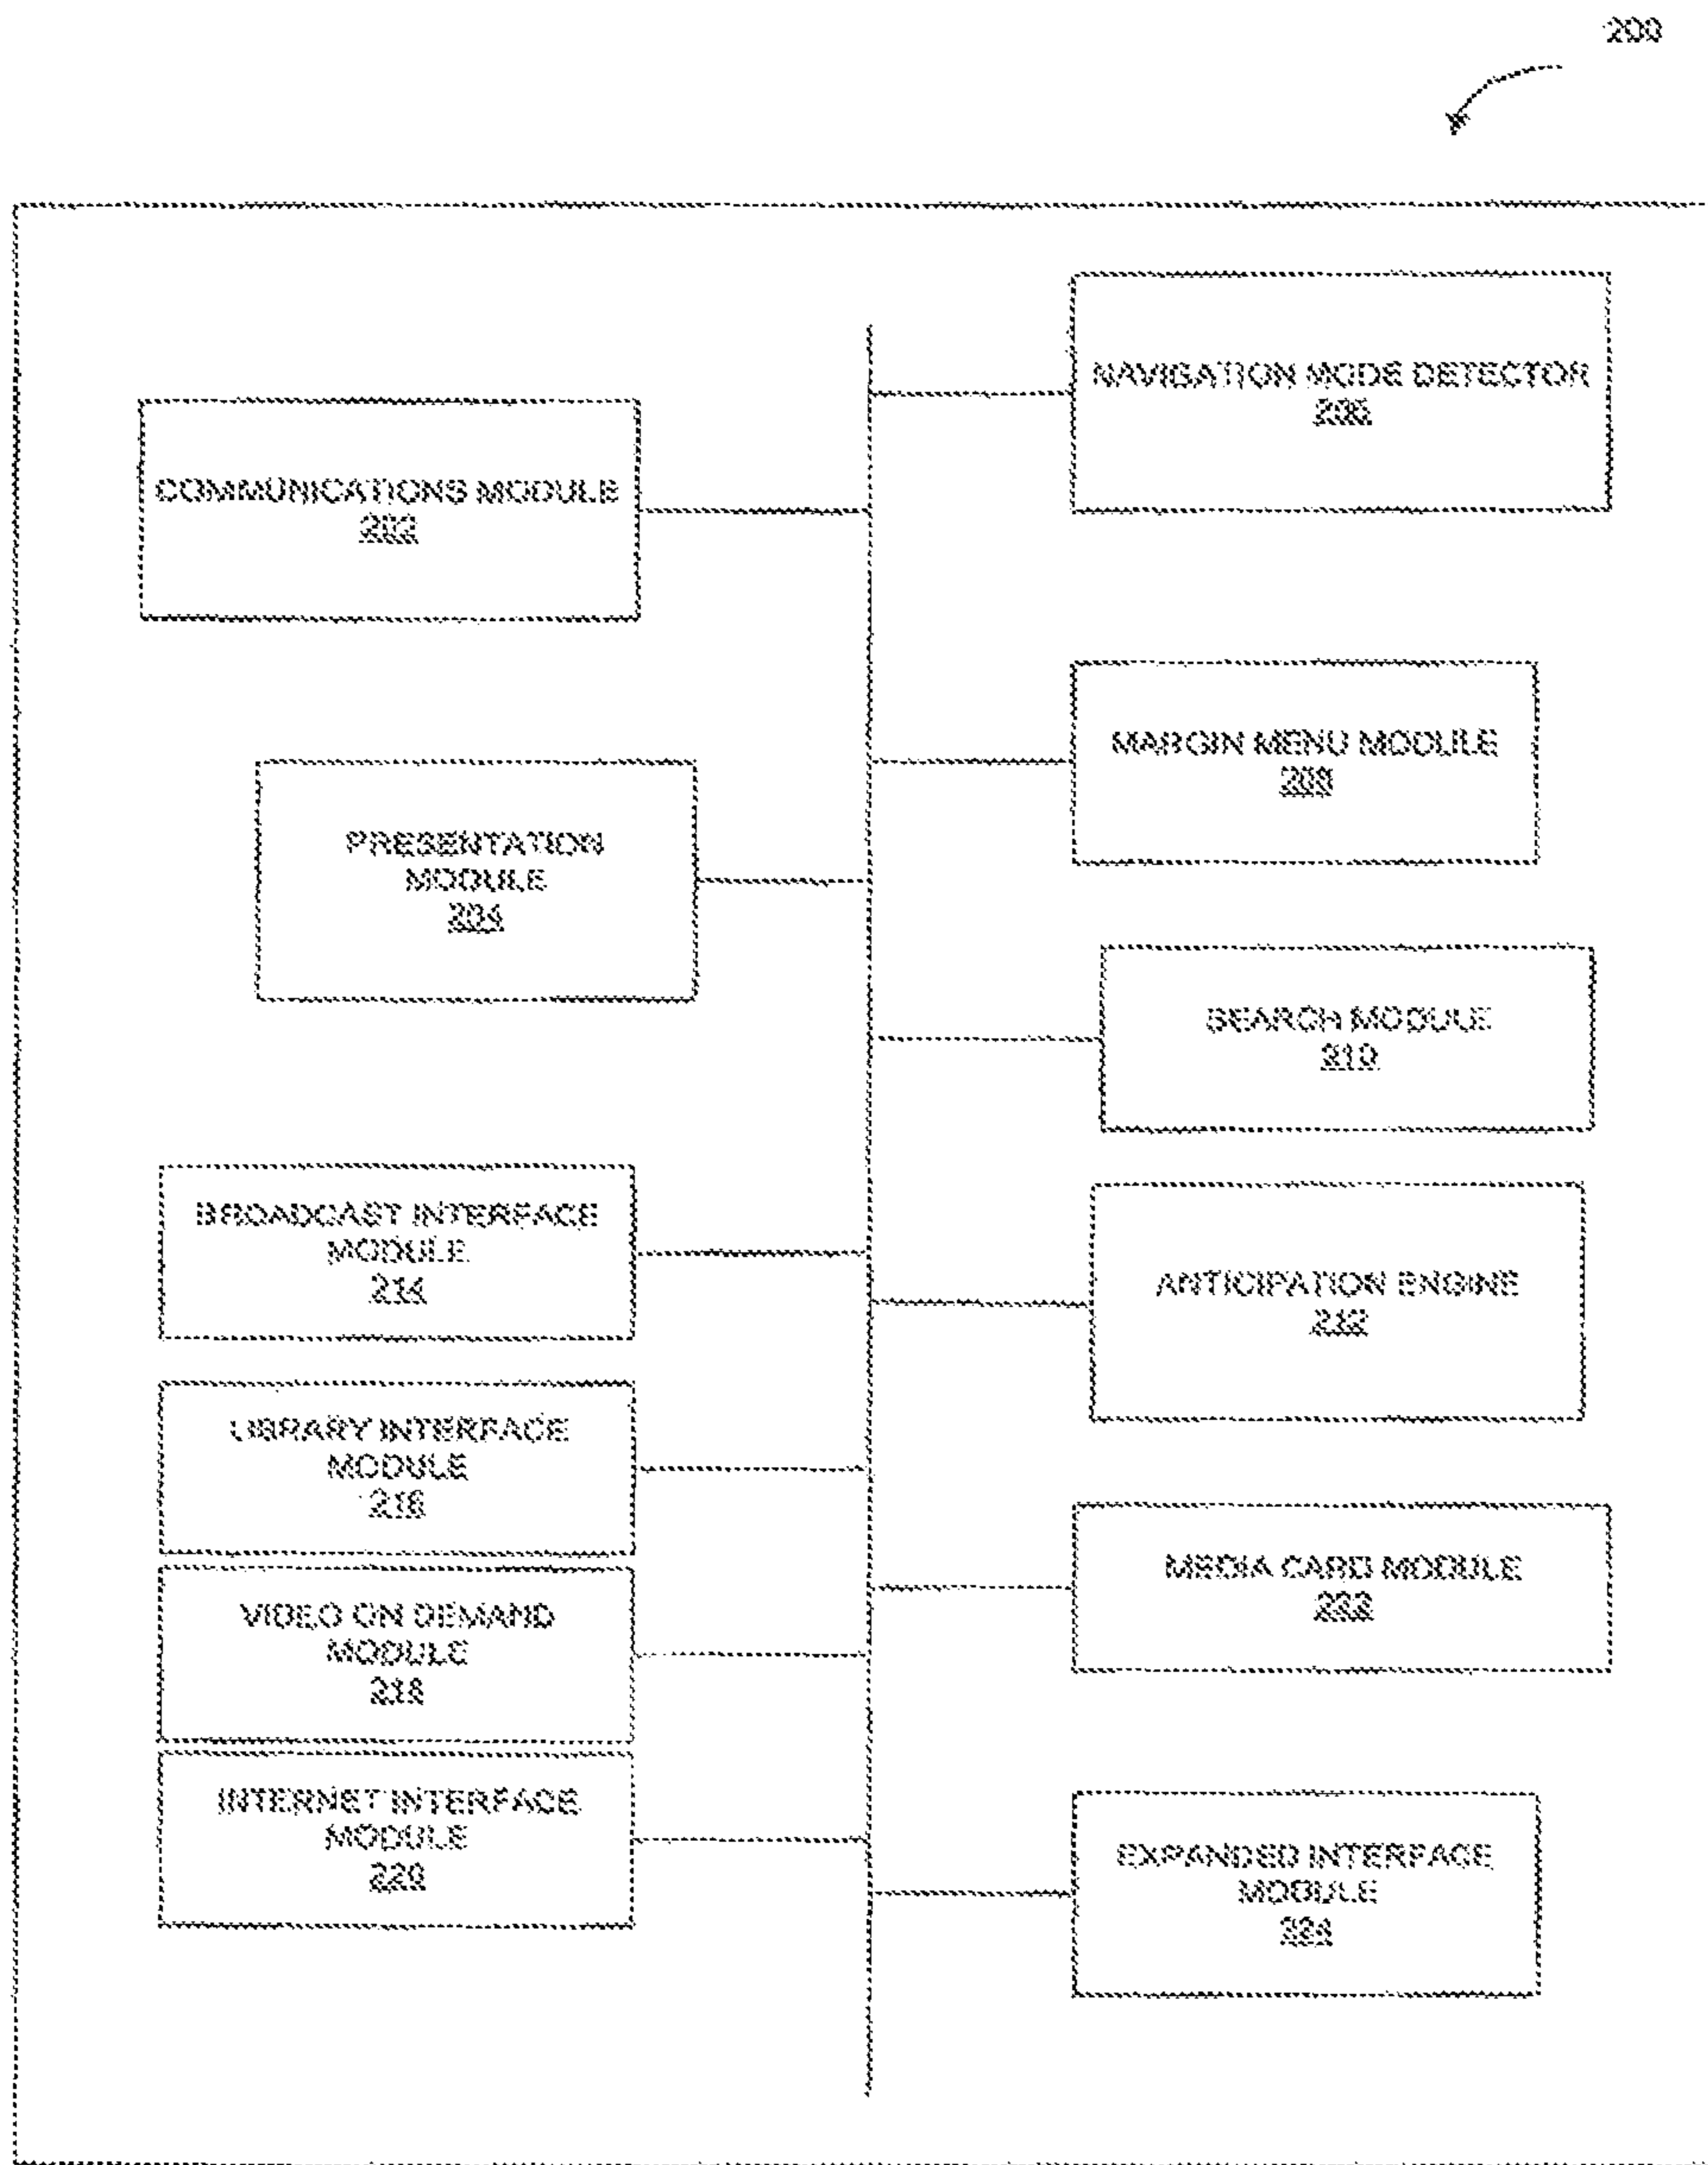 200
NAVIGATION MODE DETECTOR
206
COMMUNICATIONS MODULE
202
MARGIN MENU MODULE
208
PRESENTATION
MODULE
204
SEARCH MODULE
210
BROADCAST INTERFACE
MODULE
214
ANTICIPATION ENGINE
212
LIBRARY INTERFACE
MODULE
216
MEDIA CARD MODULE
222
VIDEO ON DEMAND
MODULE
218
INTERNET INTERFACE
MODULE
220
EXPANDED INTERFACE
MODULE
224